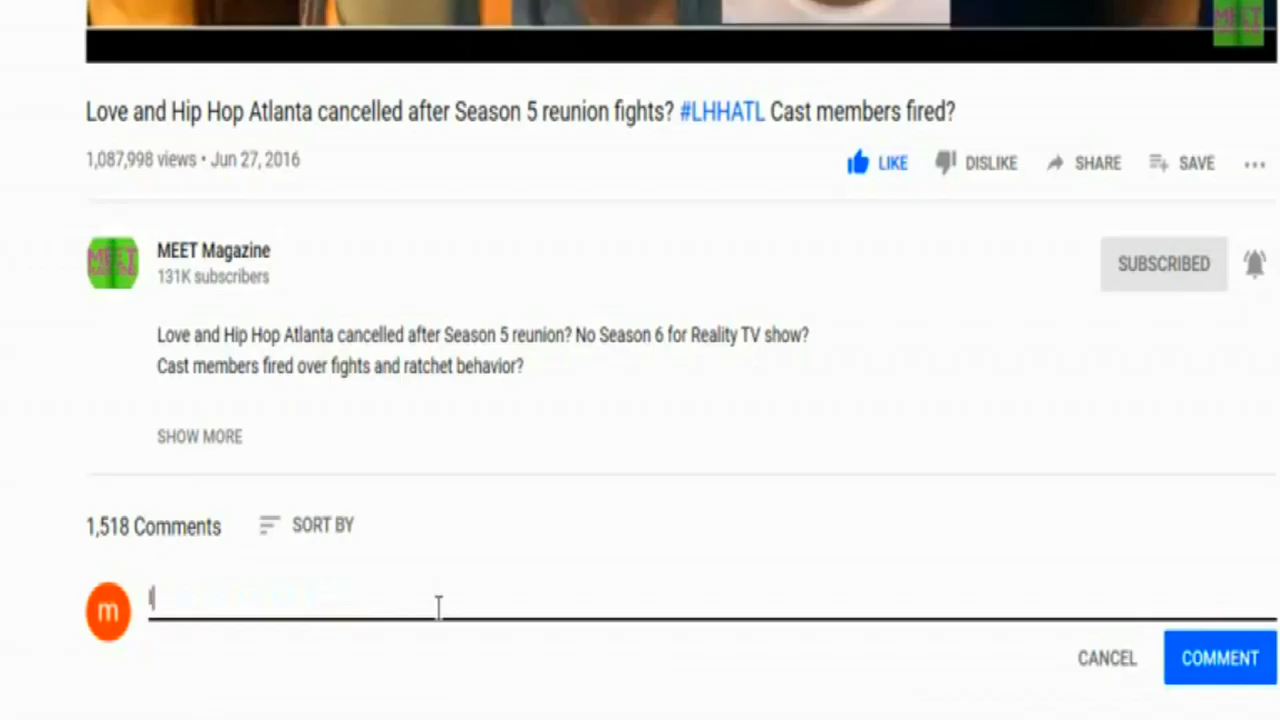 MEET
Love and Hip Hop Atlanta cancelled after Season 5 reunion fights? #LHHATL Cast members fired?
1,087,998 views • Jun 27, 2016
LIKE
DISLIKE
SHARE
SAVE
MEET
MAGAZINE
MEET Magazine
131K subscribers
SUBSCRIBED
Love and Hip Hop Atlanta cancelled after Season 5 reunion? No Season 6 for Reality TV show?
Cast members fired over fights and ratchet behavior?
SHOW MORE
1,518 Comments
SORT BY
m
CANCEL
COMMENT